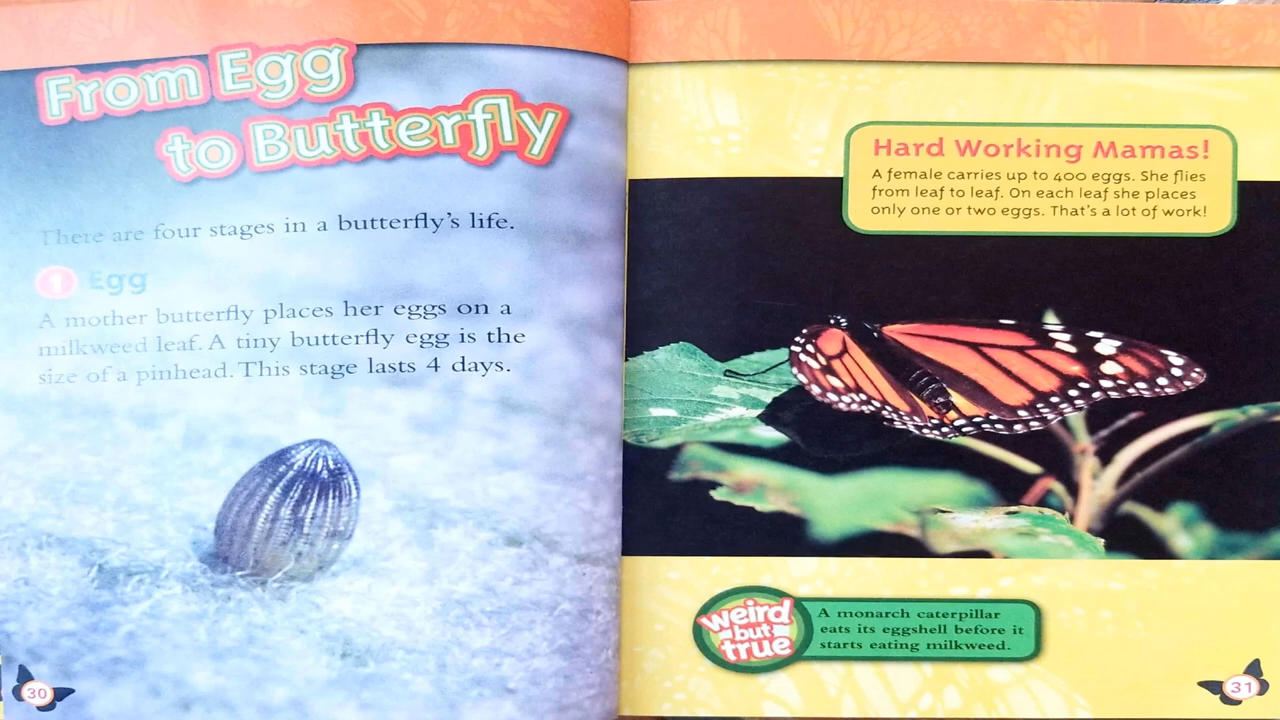 From Egg
to Butterfly
There are four stages in a butterfly's life.
1 Egg
A mother butterfly places her eggs on a
milkweed leaf. A tiny butterfly egg is the
size of a pinhead. This stage lasts 4 days.
30
Hard Working Mamas!
A female carries up to 400 eggs. She flies
from leaf to leaf. On each leaf she places
only one or two eggs. That's a lot of work!
weird
but
true
A monarch caterpillar
eats its eggshell before it
starts eating milkweed.
31